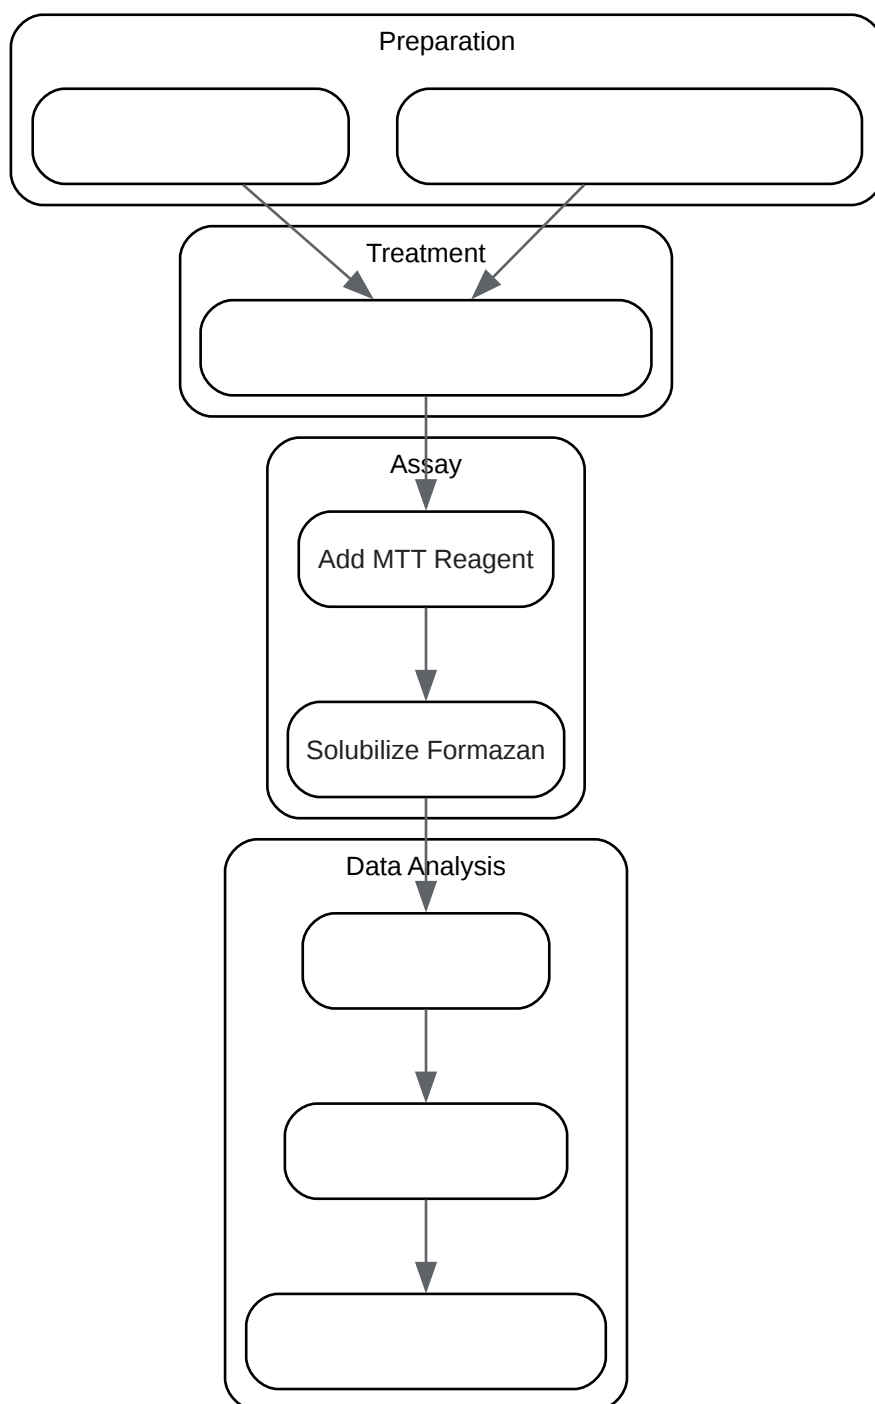 Preparation
Treatment
Assay
Add MTT Reagent
Solubilize Formazan
Data Analysis